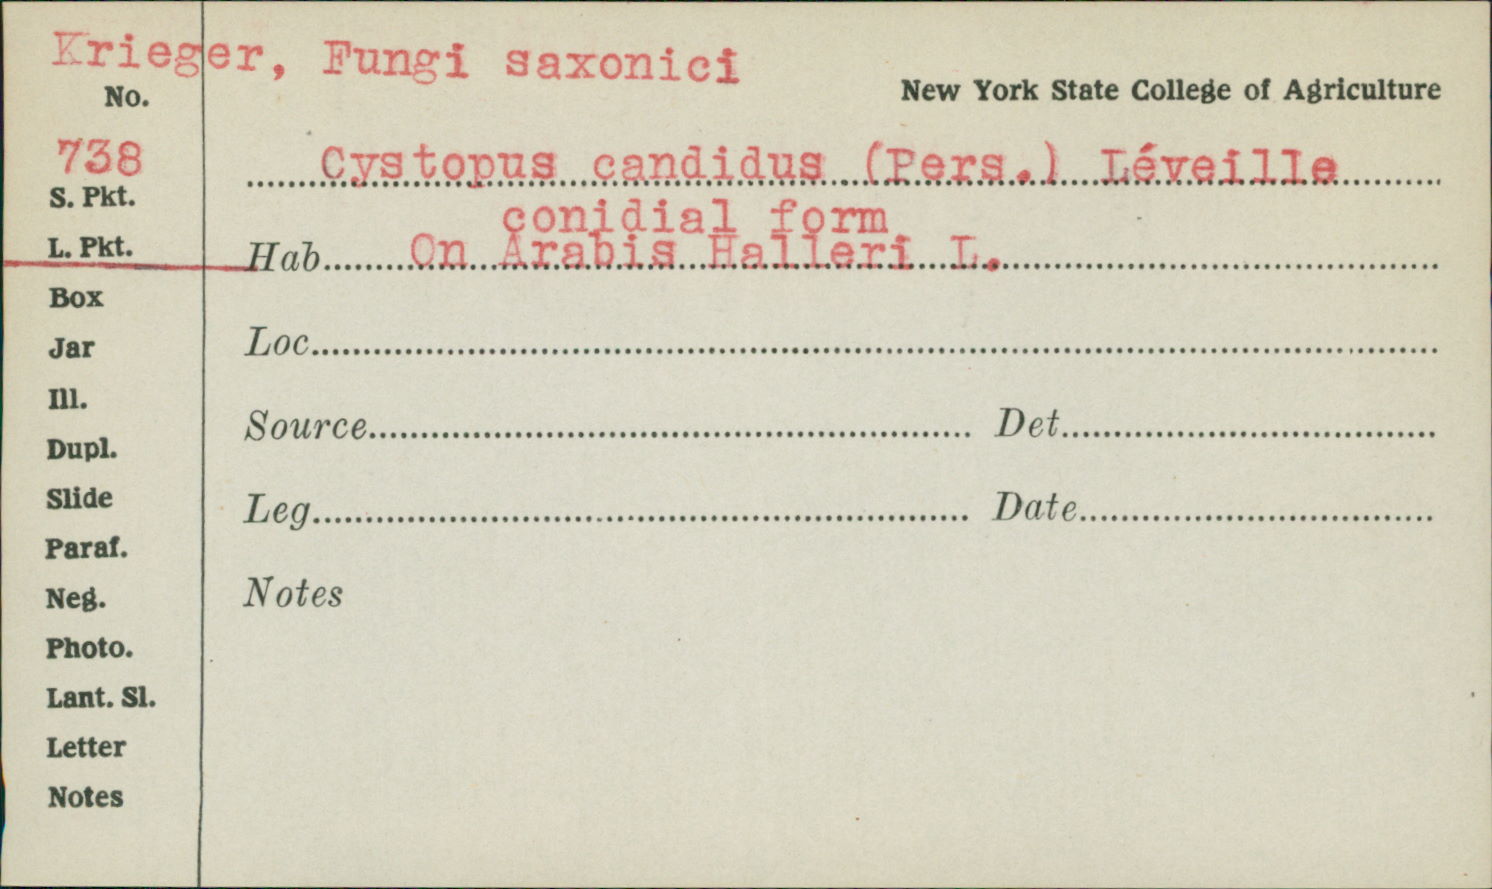 Krieger, Fungi saxonici
No.
New York State College of Agriculture
738
Cystopus candidus (Pers.) Léveille
S. Pkt.
conidial form
L. Pkt.
Hab. On Arabis Halleri L.
Box
Jar
Loc.
Ill.
Source
Det.
Dupl.
Slide
Leg.
Date
Paraf.
Neg.
Notes
Photo.
Lant. Sl.
Letter
Notes